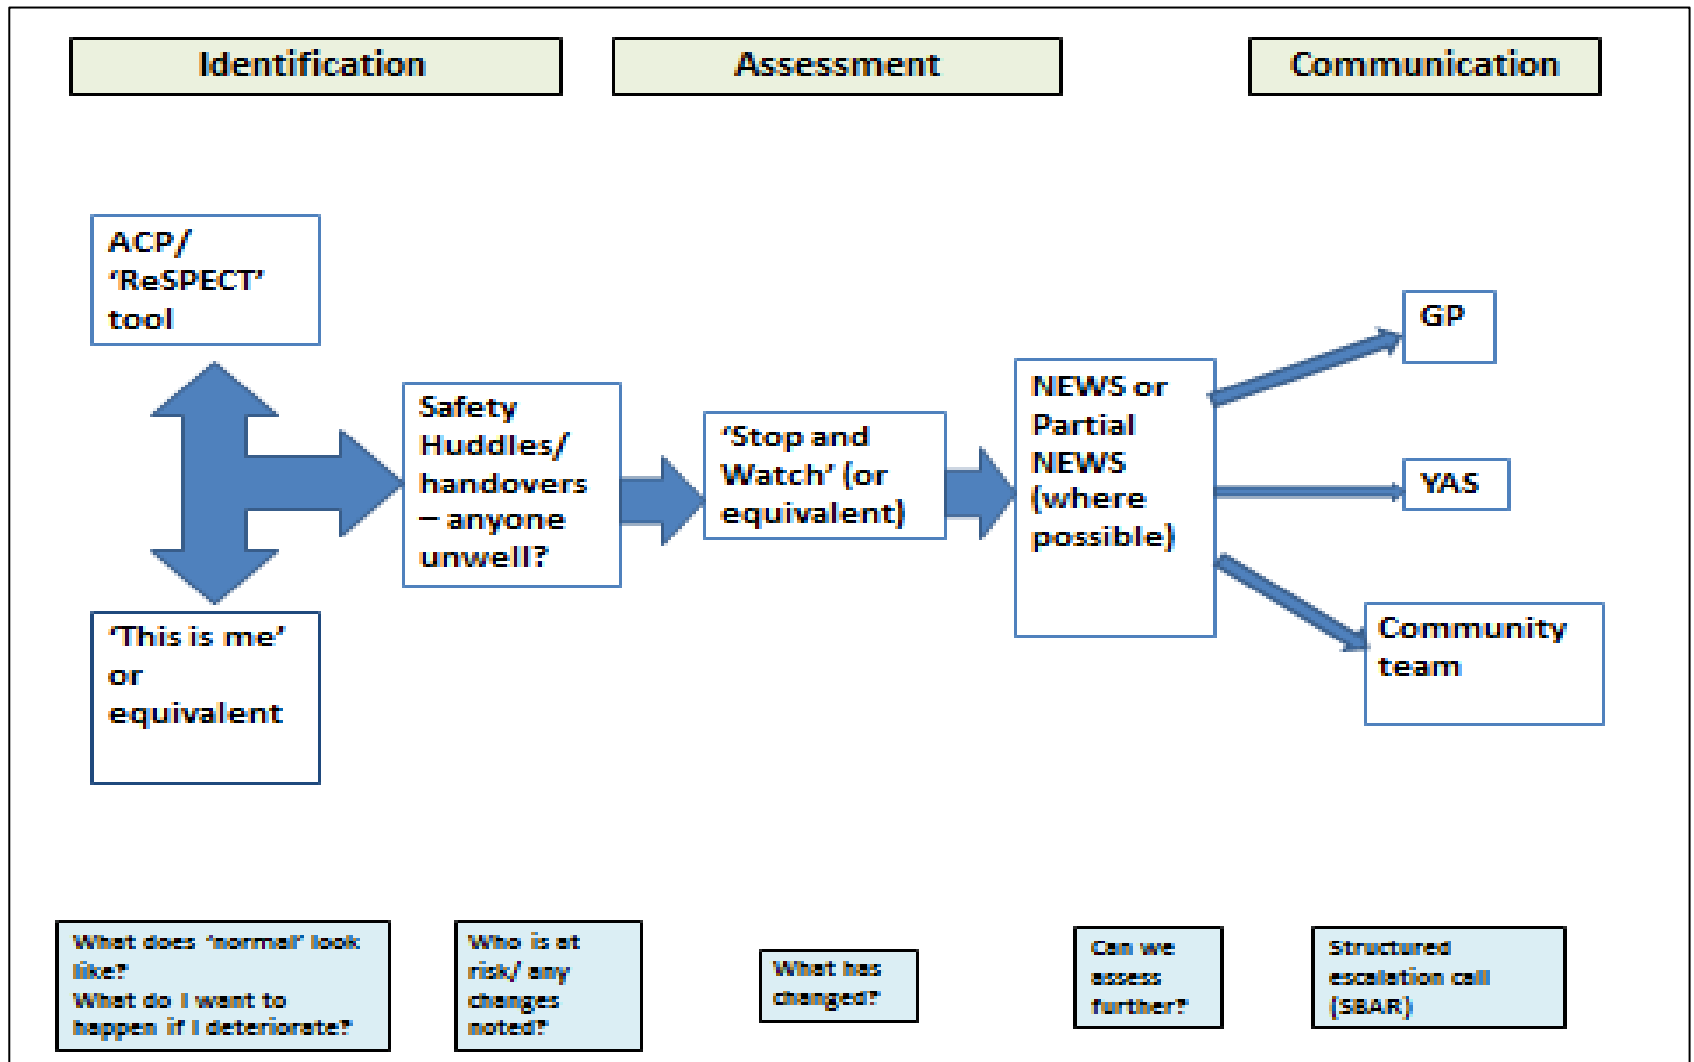 Identification
Assessment
Communication
ACP/
‘ReSPECT’
tool
‘This is me’
or
equivalent
Safety
Huddles/
handovers
– anyone
unwell?
‘Stop and
Watch’ (or
equivalent)
NEWS or
Partial
NEWS
(where
possible)
GP
YAS
Community
team
What does ‘normal’ look
like?
What do I want to
happen if I deteriorate?
Who is at
risk/ any
changes
noted?
What has
changed?
Can we
assess
further?
Structured
escalation call
(SBAR)